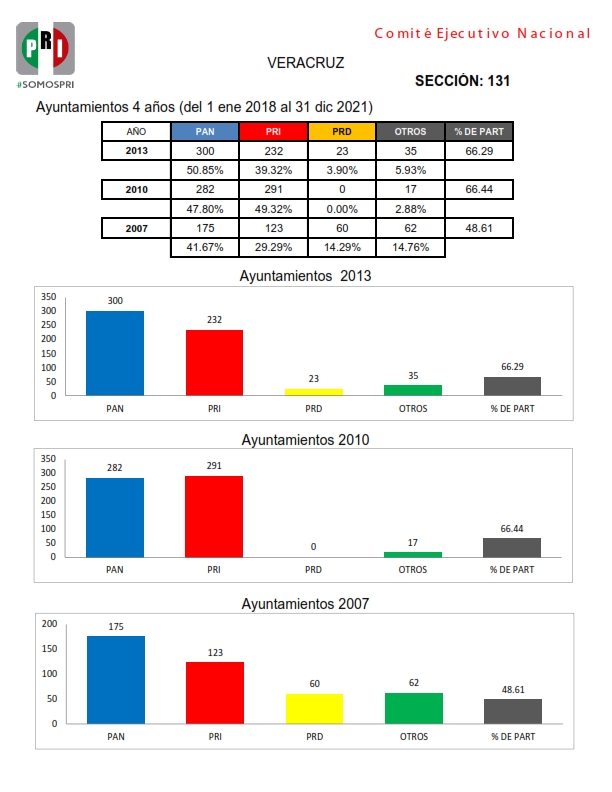 Comité Ejecutivo Nacional
PRI
#SOMOSPRI
VERACRUZ
SECCIÓN: 131
Ayuntamientos 4 años (del 1 ene 2018 al 31 dic 2021)
AÑO PAN PRI PRD OTROS % DE PART
2013 300 232 23 35 66.29
50.85% 39.32% 3.90% 5.93%
2010 282 291 0 17 66.44
47.80% 49.32% 0.00% 2.88%
2007 175 123 60 62 48.61
41.67% 29.29% 14.29% 14.76%
Ayuntamientos 2013
350
300
250
200
150
100
50
0
300 232 23 35 66.29
PAN PRI PRD OTROS % DE PART
Ayuntamientos 2010
350
300
250
200
150
100
50
0
282 291 0 17 66.44
PAN PRI PRD OTROS % DE PART
Ayuntamientos 2007
200
150
100
50
0
175 123 60 62 48.61
PAN PRI PRD OTROS % DE PART